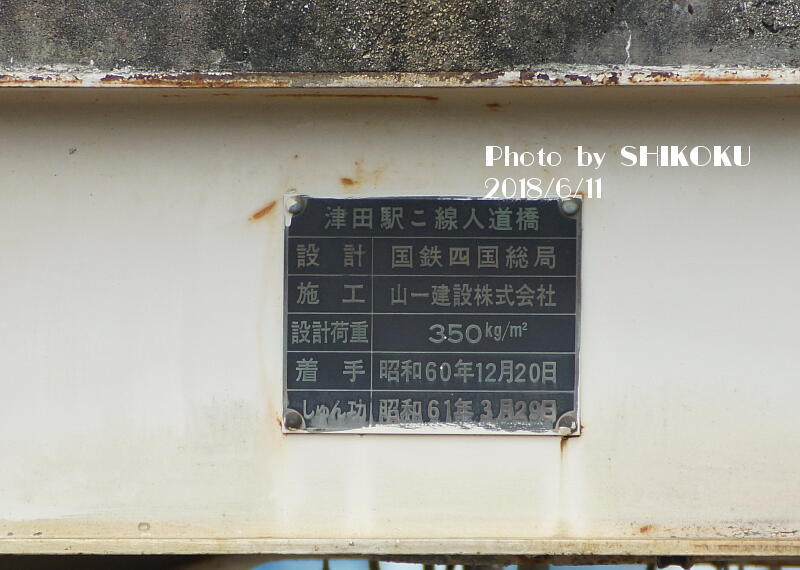 Photo by SHIKOKU
2018/6/11
津田駅こ線人道橋
設計 国鉄四国総局
施工 山一建設株式会社
設計荷重 350kg/m²
着手 昭和60年12月20日
しゅん功 昭和61年3月29日